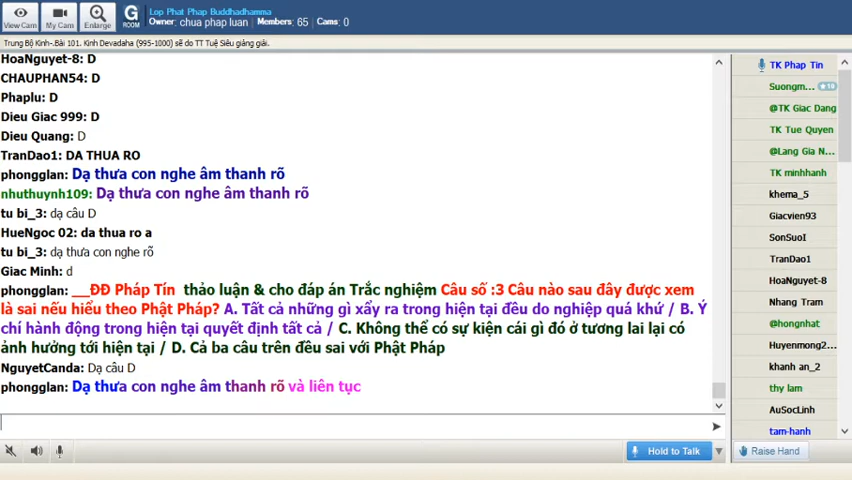 View Cam
My Cam
Enlarge
G
ROOM
Lop Phat Phap Buddhadhamma
Owner: chua phap luan Members: 65 Cams: 0
Trung Bộ Kinh-.Bài 101. Kinh Devadaha (995-1000) sẽ do TT Tuệ Siêu giảng giải.
HoaNguyet-8: D
CHAUPHAN54: D
Phaplu: D
Dieu Giac 999: D
Dieu Quang: D
TranDao1: DA THUA RO
phongglan: Dạ thưa con nghe âm thanh rõ
nhuthuynh109: Dạ thưa con nghe âm thanh rõ
tu bi_3: dạ câu D
HueNgoc 02: da thua ro a
tu bi_3: dạ thưa con nghe rõ
Giac Minh: d
phongglan: __ĐĐ Pháp Tín thảo luận & cho đáp án Trắc nghiệm Câu số :3 Câu nào sau đây được xem
là sai nếu hiểu theo Phật Pháp? A. Tất cả những gì xẩy ra trong hiện tại đều do nghiệp quá khứ / B. Ý
chí hành động trong hiện tại quyết định tất cả / C. Không thể có sự kiện cái gì đó ở tương lai lại có
ảnh hưởng tới hiện tại / D. Cả ba câu trên đều sai với Phật Pháp
NguyetCanda: Dạ câu D
phongglan: Dạ thưa con nghe âm thanh rõ và liên tục
Hold to Talk
TK Phap Tin
Suongm... +10
@TK Giac Dang
TK Tue Quyen
@Lang Gia N...
TK minhhanh
khema_5
Giacvien93
SonSuoI
TranDao1
HoaNguyet-8
Nhang Tram
@hongnhat
Huyenmong2...
khanh an_2
thy lam
AuSocLinh
tam-hanh
Raise Hand